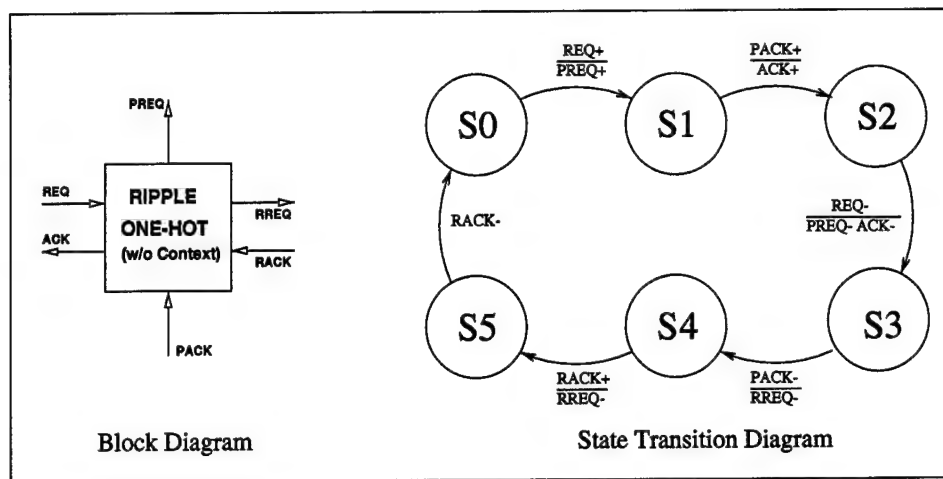 PREQ
REQ
RREQ
RIPPLE
ONE-HOT
(w/o Context)
ACK
RACK
PACK
Block Diagram
REQ+
PREQ+
PACK+
ACK+
S0
S1
S2
RACK-
REQ-
PREQ- ACK-
S5
S4
S3
RACK+
RREQ-
PACK-
RREQ-
State Transition Diagram